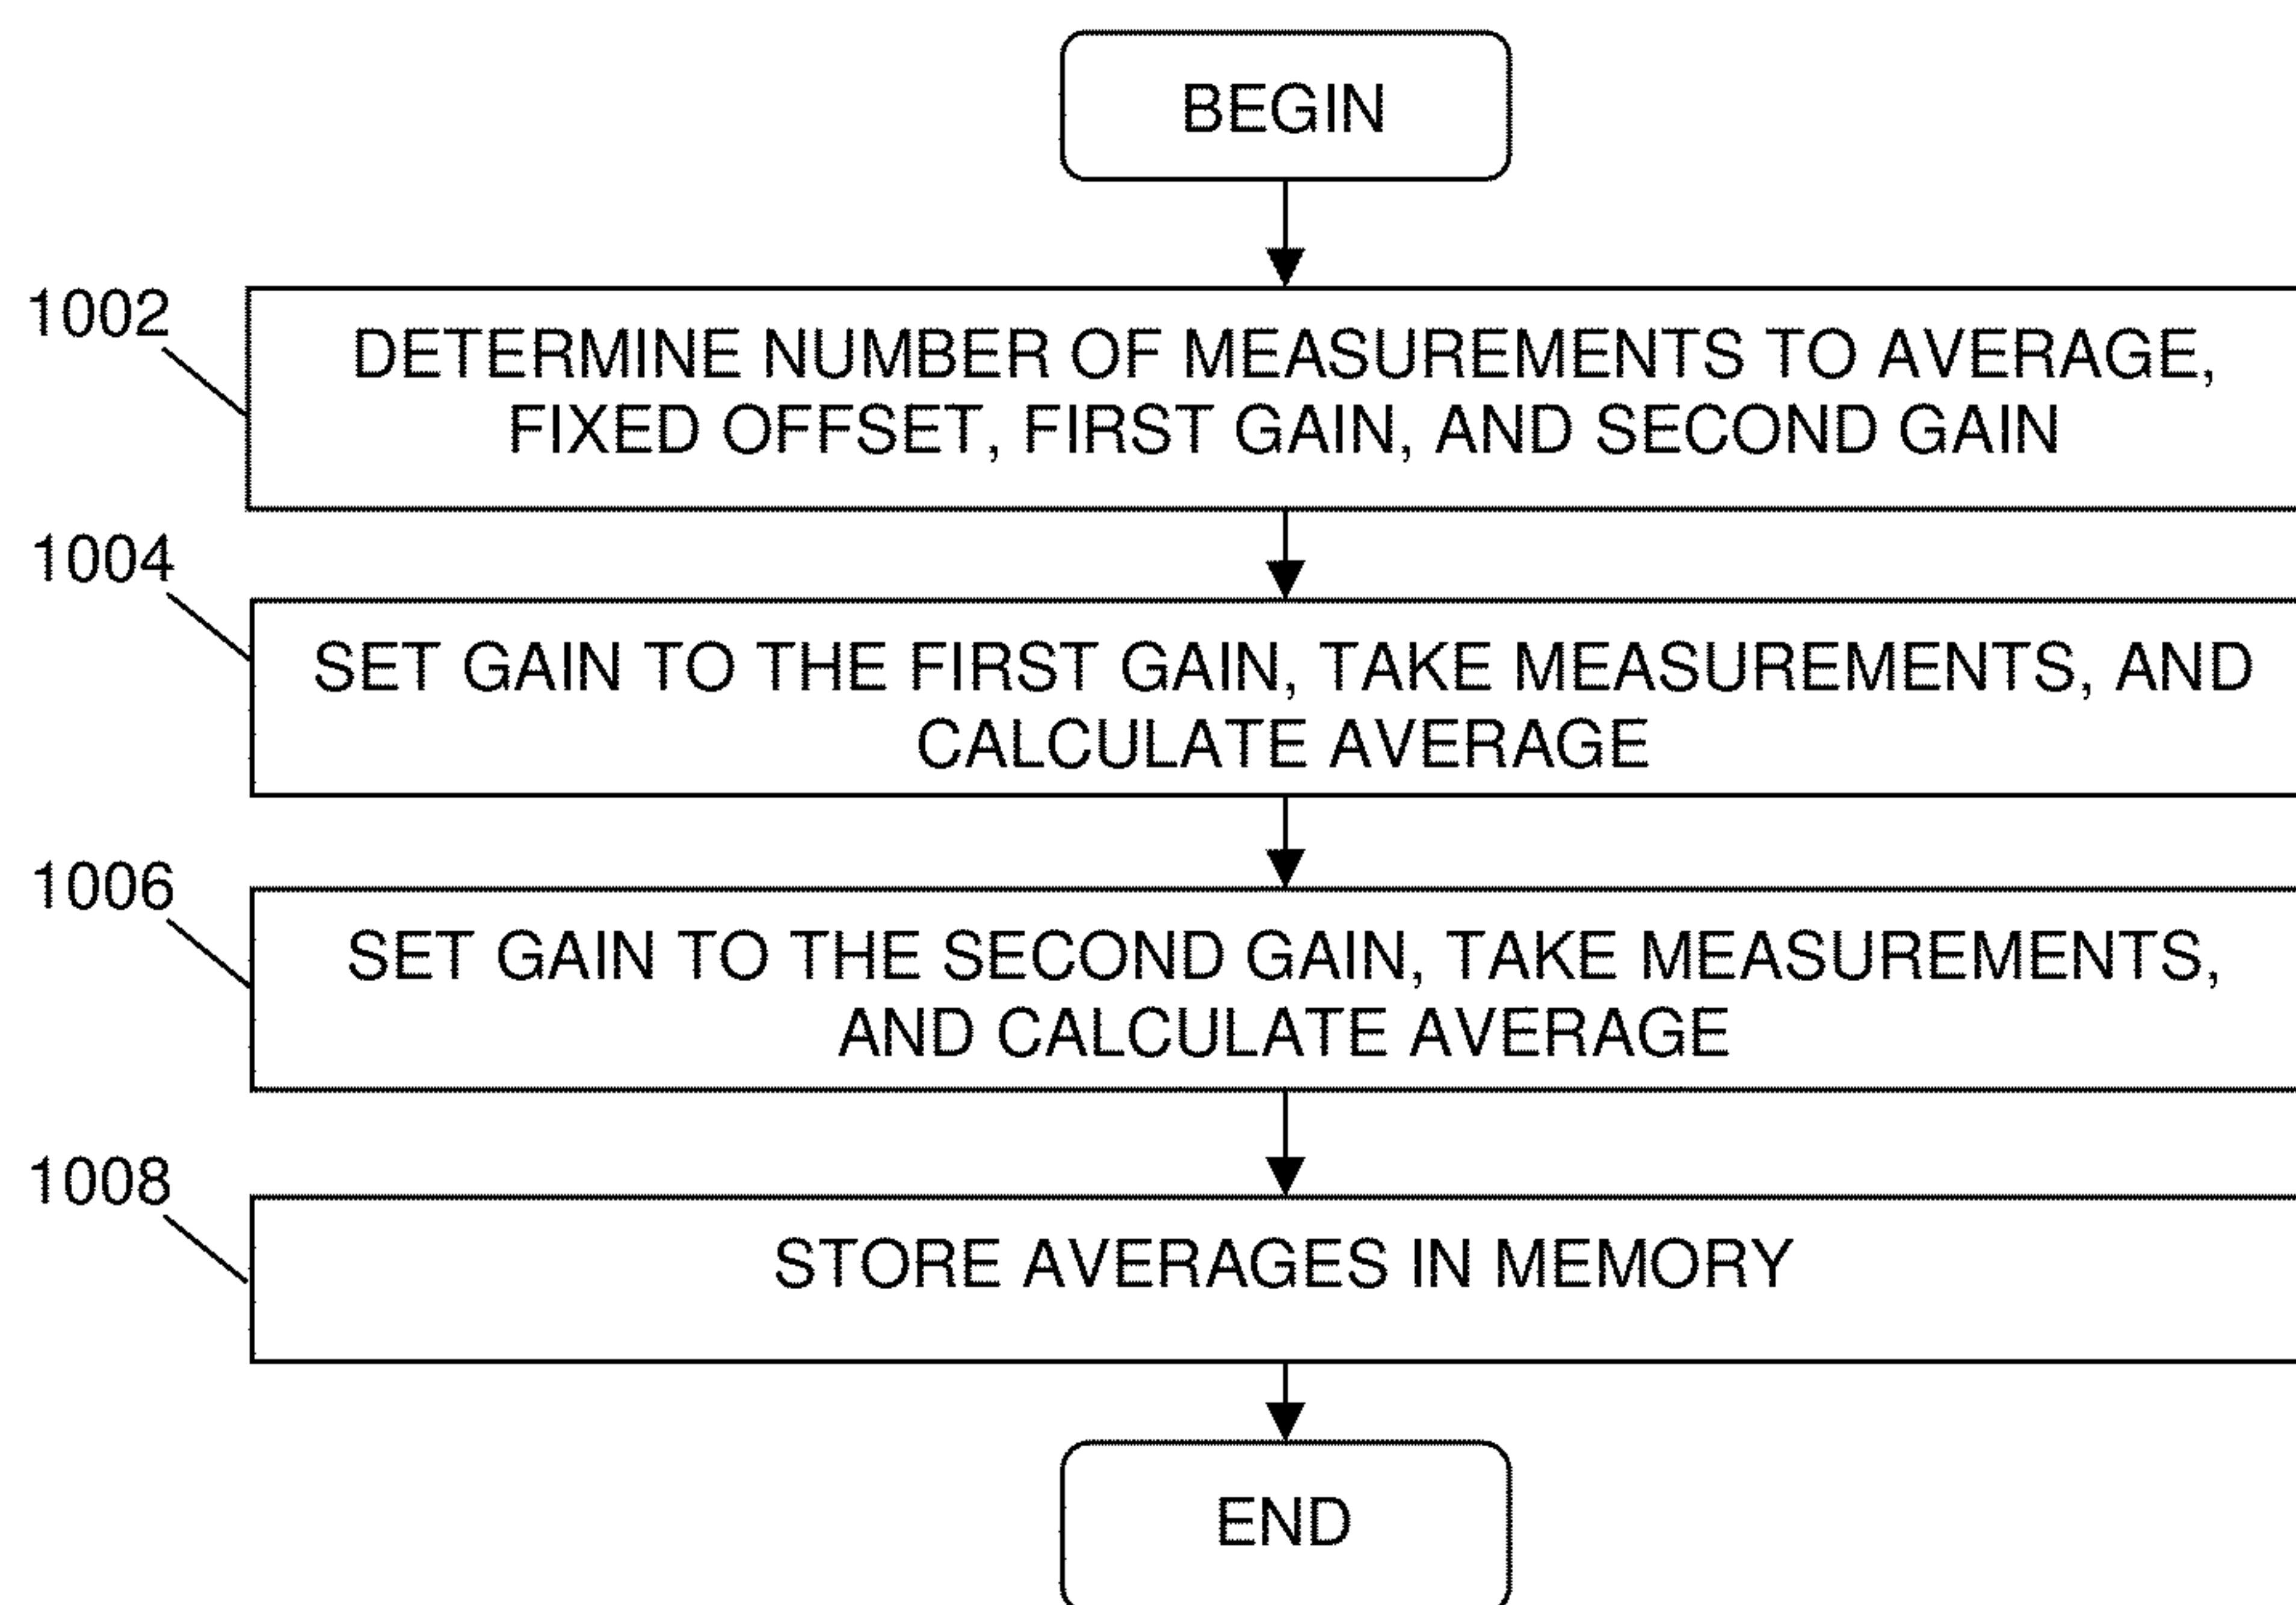 BEGIN
1002
DETERMINE NUMBER OF MEASUREMENTS TO AVERAGE,
FIXED OFFSET, FIRST GAIN, AND SECOND GAIN
1004
SET GAIN TO THE FIRST GAIN, TAKE MEASUREMENTS, AND
CALCULATE AVERAGE
1006
SET GAIN TO THE SECOND GAIN, TAKE MEASUREMENTS,
AND CALCULATE AVERAGE
1008
STORE AVERAGES IN MEMORY
END